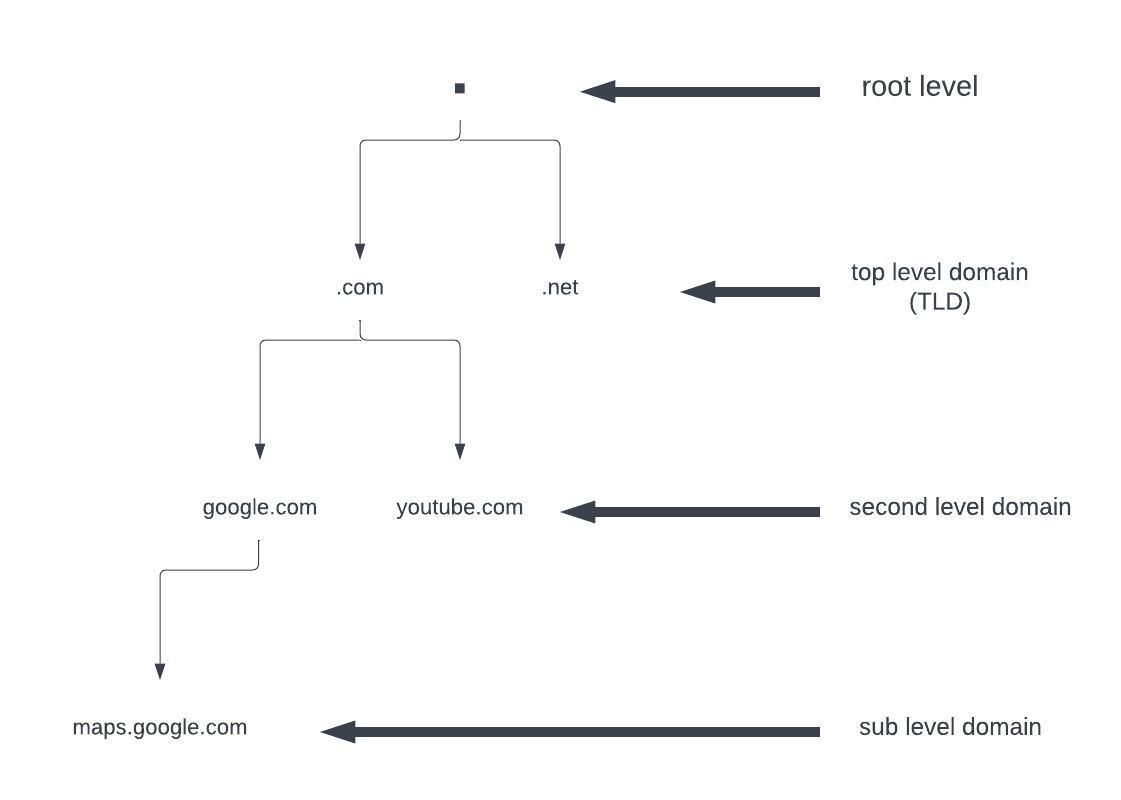 .
root level
.com
.net
top level domain
(TLD)
google.com
youtube.com
second level domain
maps.google.com
sub level domain